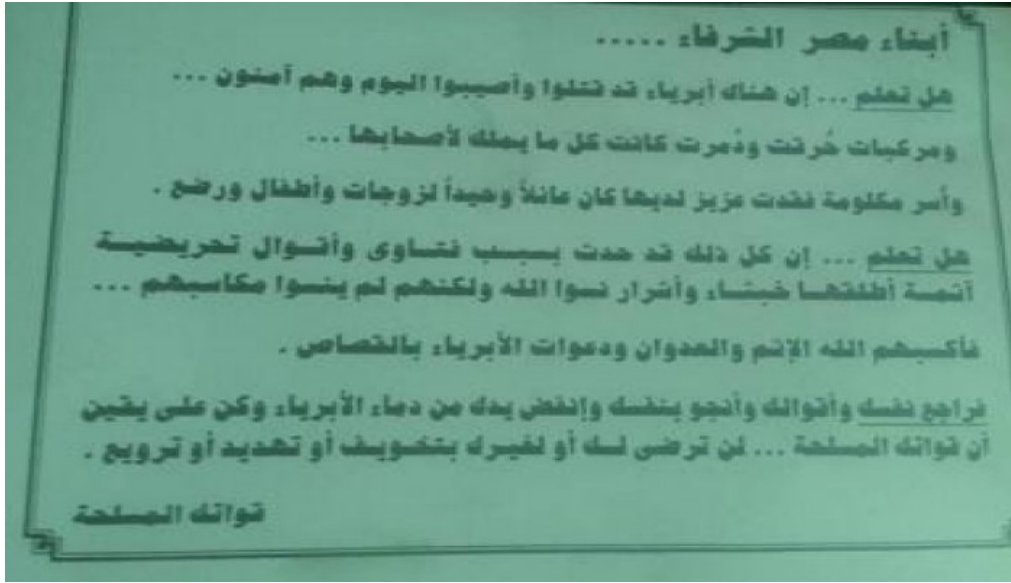 أبناء مصر الشرفاء .....
هل تعلم ... إن هناك أبرياء قد قتلوا وأصيبوا اليوم وهم آمنون ...
ومركبات حُرقت ودُمرت كانت كل ما يملك لأصحابها ...
وأسر مكلومة فقدت عزيز لديها كان عائلاً وحيداً لزوجات وأطفال ورضع .
هل تعلم ... إن كل ذلك قد حدث بسبب فتاوى وأقوال تحريضية
آثمة أطلقها خبثاء وأشرار نسوا الله ولكنهم لم ينسوا مكاسبهم ...
فأكسبهم الله الإثم والعدوان ودعوات الأبرياء بالقصاص .
فراجع نفسك وأقوالك وأنجو بنفسك وإنفض يدك من دماء الأبرياء وكن على يقين
أن قواتك المسلحة ... لن ترضى لك أو لغيرك بتخويف أو تهديد أو ترويع .
قواتك المسلحة